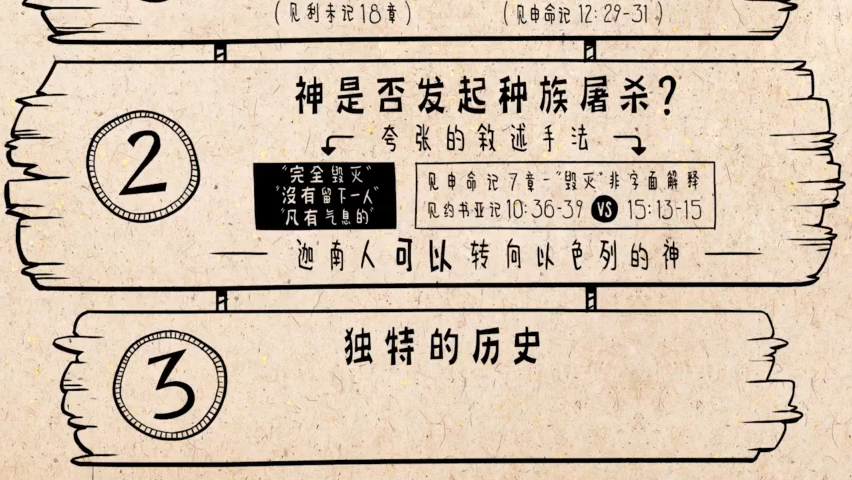 (见利未记18章)
(见申命记12:29-31)
2
神是否发起种族屠杀?
夸张的叙述手法
"完全毁灭"
"没有留下一人"
"凡有气息的"
见申命记7章-"毁灭"非字面解释
见约书亚记10:36-39 VS 15:13-15
迦南人可以转向以色列的神
3
独特的历史